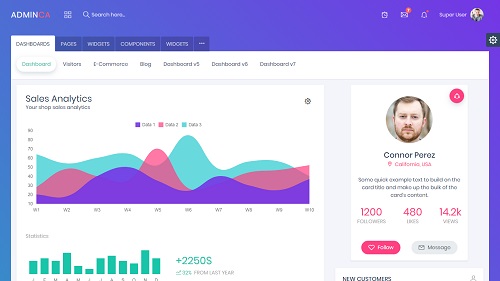 ADMINCA
Search here..
7
Super User
DASHBOARDS
PAGES
WIDGETS
COMPONENTS
WIDGETS
Dashboard
Visitors
E-Commerce
Blog
Dashboard v5
Dashboard v6
Dashboard v7
Sales Analytics
Your shop sales analytics
Data 1
Data 2
Data 3
90
80
70
60
50
40
30
20
10
W1
W2
W3
W4
W5
W6
W7
W8
W9
W10
Statistics
+2250$
22% FROM LAST YEAR
J F M A M J J A S O N D
Connor Perez
California, USA
Some quick example text to build on
the card title and make up the bulk of the
card's content.
1200
FOLLOWERS
480
LIKES
14.2k
VIEWS
Follow
Message
NEW CUSTOMERS